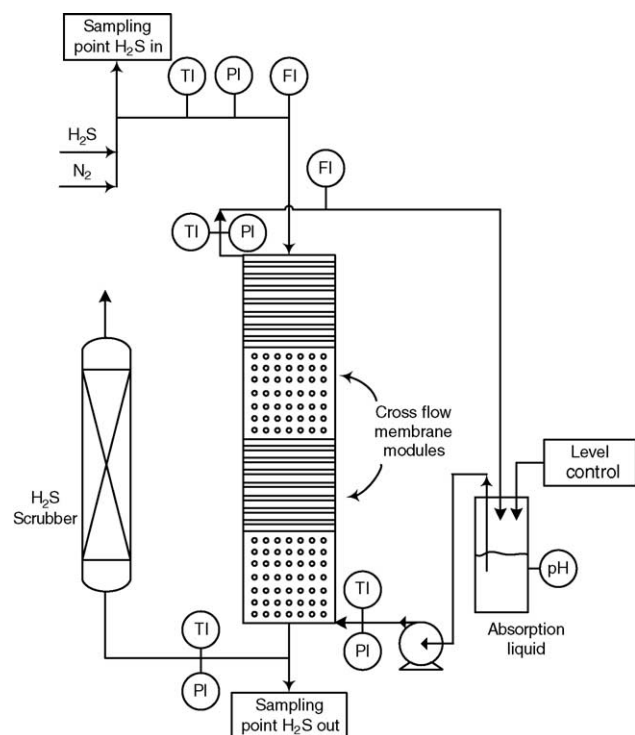 Sampling
point H₂S in
TI
PI
FI
H₂S
N₂
FI
TI
PI
Cross flow
membrane
modules
Level
control
H₂S
Scrubber
pH
TI
PI
Absorption
liquid
TI
PI
Sampling
point H₂S out